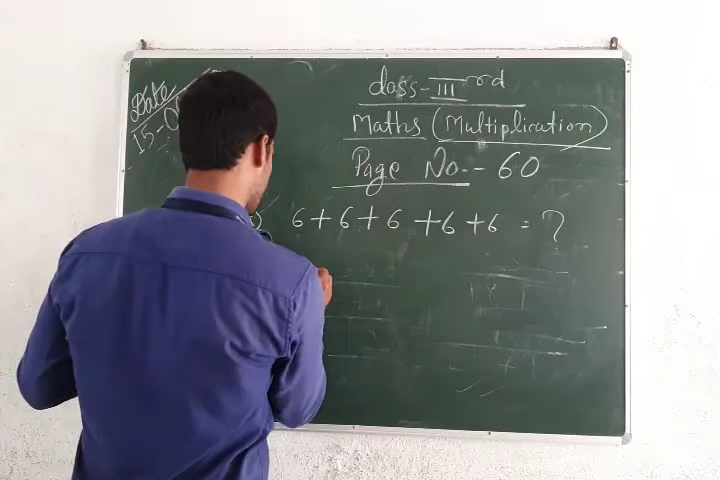 Date
15-0
Class-IIIrd
Maths (Multiplication)
Page No.- 60
6+6+6+6+6 = ?